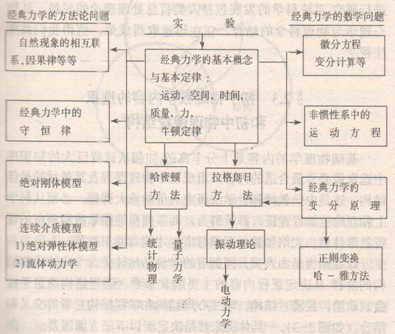 经典力学的方法论问题
实 验
经典力学的数学问题
自然现象的相互联
系,因果律等等
经典力学的基本概念
与基本定律:
运动、空间、时间、
质量、力、
牛顿定律
微分方程
变分计算等
经典力学中的
守 恒 律
非惯性系中的
运 动 方 程
绝对刚体模型
哈密顿
方 法
拉格朗日
方 法
经典力学的
变 分 原 理
连续介质模型
1)绝对弹性体模型
2)流体动力学
统计物理
量子力学
振动理论
正则变换
哈-雅方法
电动力学